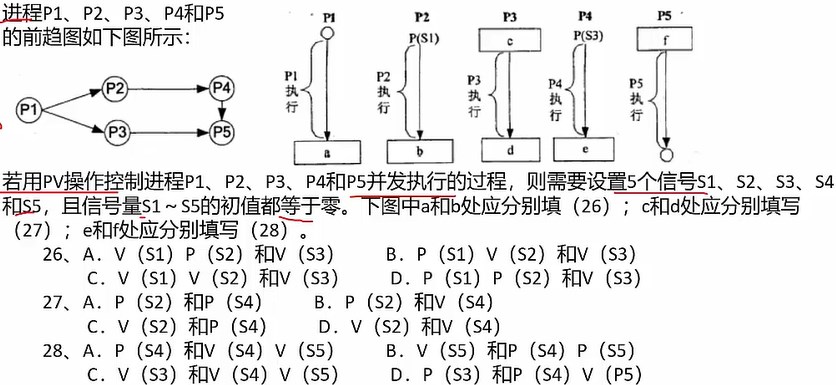 进程P1、P2、P3、P4和P5
的前趋图如下图所示：
P1
P2
P4
P3
P5
P1
P2
P3
P4
P5
P(S1)
c
P(S3)
f
P1
执
行
P2
执
行
P3
执
行
P4
执
行
P5
执
行
a
b
d
e
若用PV操作控制进程P1、P2、P3、P4和P5并发执行的过程，则需要设置5个信号S1、S2、S3、S4
和S5，且信号量S1～S5的初值都等于零。下图中a和b处应分别填（26）；c和d处应分别填写
（27）；e和f处应分别填写（28）。
26、A．V（S1）P（S2）和V（S3） B．P（S1）V（S2）和V（S3）
C．V（S1）V（S2）和V（S3） D．P（S1）P（S2）和V（S3）
27、A．P（S2）和P（S4） B．P（S2）和V（S4）
C．V（S2）和P（S4） D．V（S2）和V（S4）
28、A．P（S4）和V（S4）V（S5） B．V（S5）和P（S4）P（S5）
C．V（S3）和V（S4）V（S5） D．P（S3）和P（S4）V（P5）